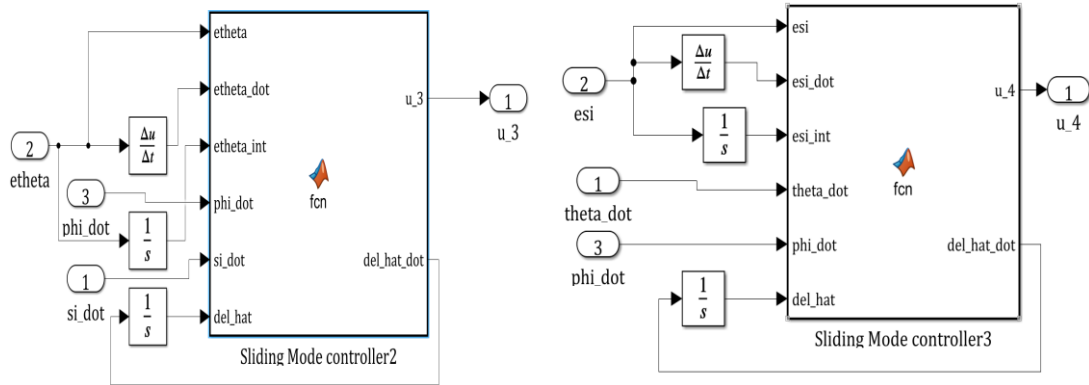 etheta
etheta_dot
etheta_int
phi_dot
si_dot
del_hat
u_3
del_hat_dot
fcn
2
etheta
Δu
Δt
3
phi_dot
1
s
1
si_dot
1
s
1
u_3
Sliding Mode controller2
esi
esi_dot
esi_int
theta_dot
phi_dot
del_hat
u_4
del_hat_dot
fcn
2
esi
Δu
Δt
1
s
1
theta_dot
3
phi_dot
1
s
1
u_4
Sliding Mode controller3